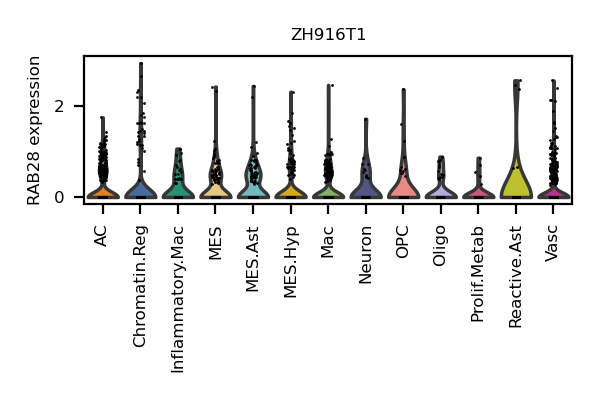 ZH916T1
RAB28 expression
2
0
AC
Chromatin.Reg
Inflammatory.Mac
MES
MES.Ast
MES.Hyp
Mac
Neuron
OPC
Oligo
Prolif.Metab
Reactive.Ast
Vasc